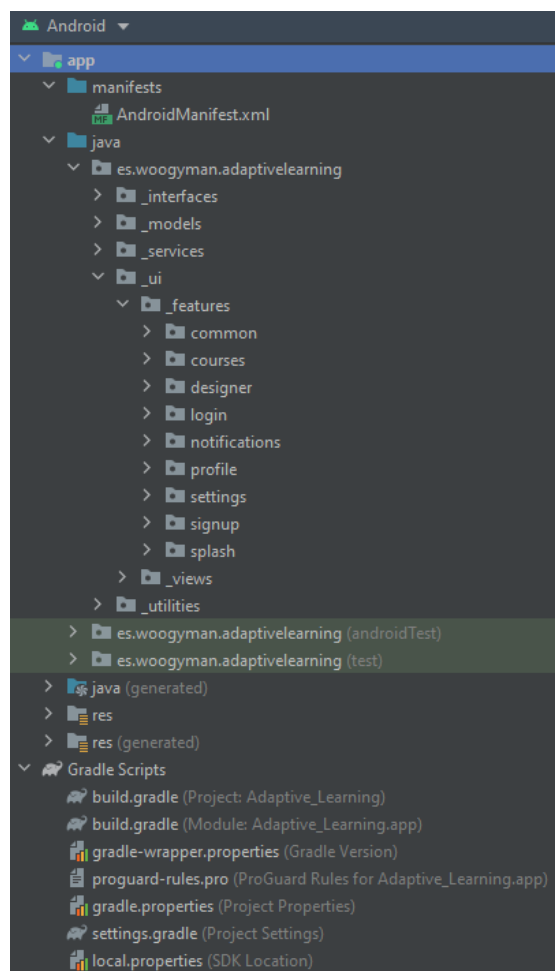 Android
app
manifests
AndroidManifest.xml
java
es.woogyman.adaptivelearning
_interfaces
_models
_services
_ui
_features
common
courses
designer
login
notifications
profile
settings
signup
splash
_views
_utilities
es.woogyman.adaptivelearning (androidTest)
es.woogyman.adaptivelearning (test)
java (generated)
res
res (generated)
Gradle Scripts
build.gradle (Project: Adaptive_Learning)
build.gradle (Module: Adaptive_Learning.app)
gradle-wrapper.properties (Gradle Version)
proguard-rules.pro (ProGuard Rules for Adaptive_Learning.app)
gradle.properties (Project Properties)
settings.gradle (Project Settings)
local.properties (SDK Location)